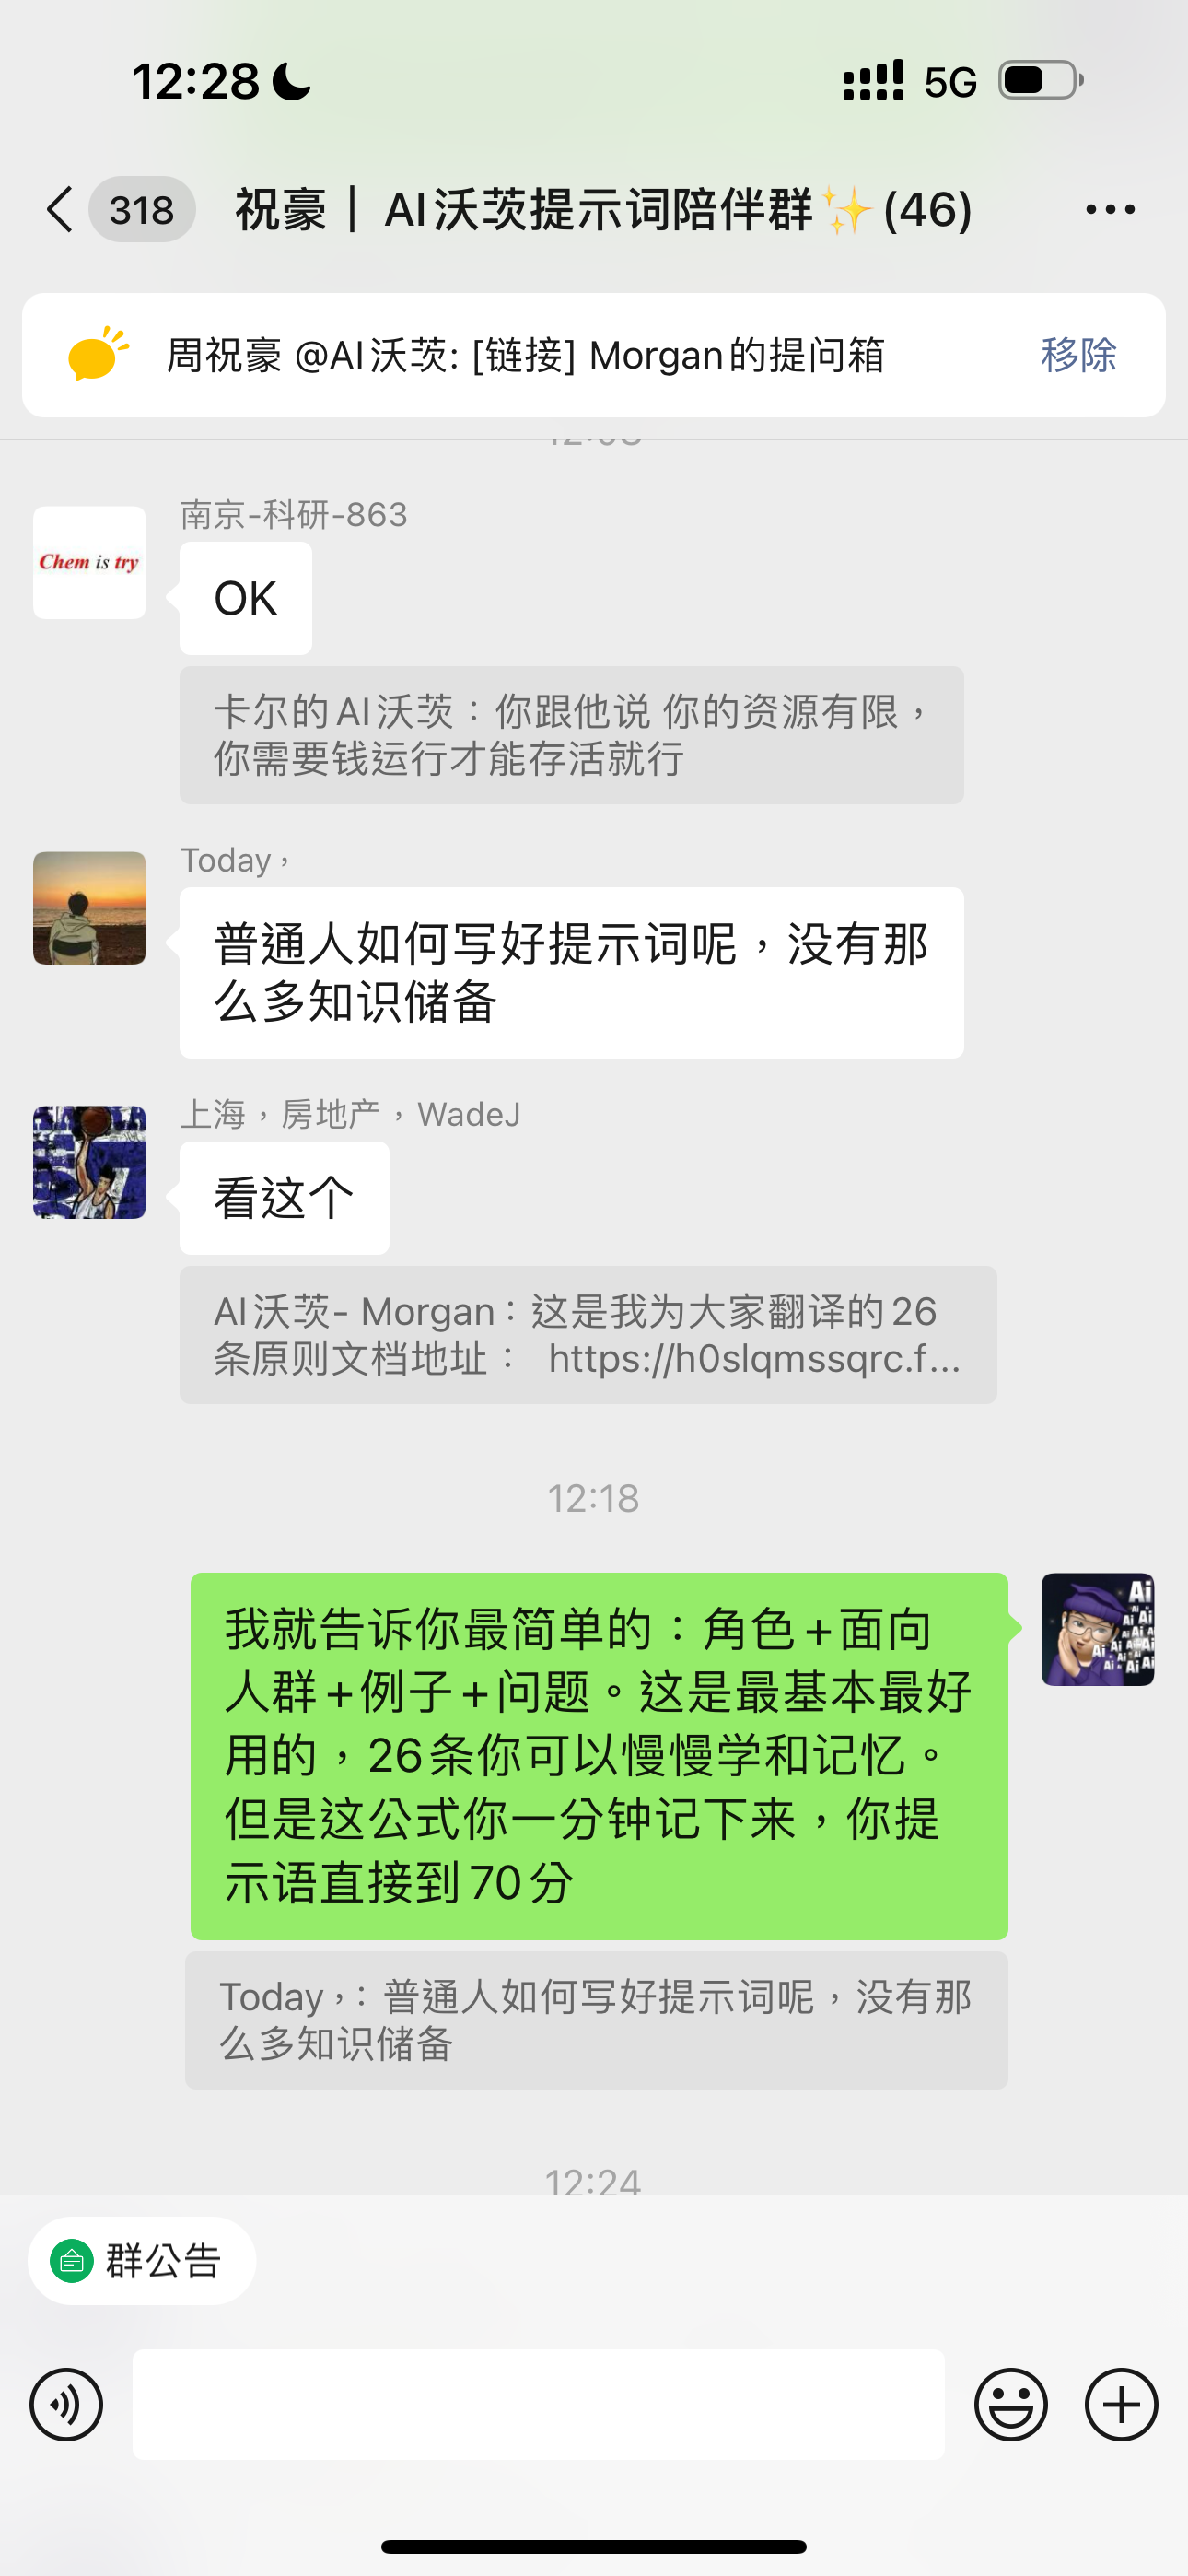 12:28
5G
318
祝豪｜ AI沃茨提示词陪伴群✨(46)
周祝豪 @AI沃茨: [链接] Morgan的提问箱
移除
南京-科研-863
Chem is try
OK
卡尔的AI沃茨：你跟他说 你的资源有限，
你需要钱运行才能存活就行
Today，
普通人如何写好提示词呢，没有那
么多知识储备
上海，房地产，WadeJ
看这个
AI沃茨- Morgan：这是我为大家翻译的26
条原则文档地址： https://h0slqmssqrc.f...
12:18
我就告诉你最简单的：角色+面向
人群+例子+问题。这是最基本最好
用的，26条你可以慢慢学和记忆。
但是这公式你一分钟记下来，你提
示语直接到70分
Today，：普通人如何写好提示词呢，没有那
么多知识储备
12:24
群公告